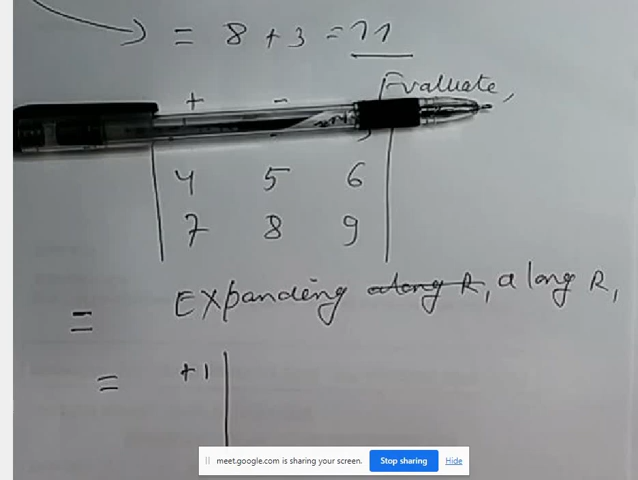 = 8 + 3 = 11
Evaluate,
+ -
4 5 6
7 8 9
= Expanding along R, along R,
= +1
meet.google.com is sharing your screen. Stop sharing Hide